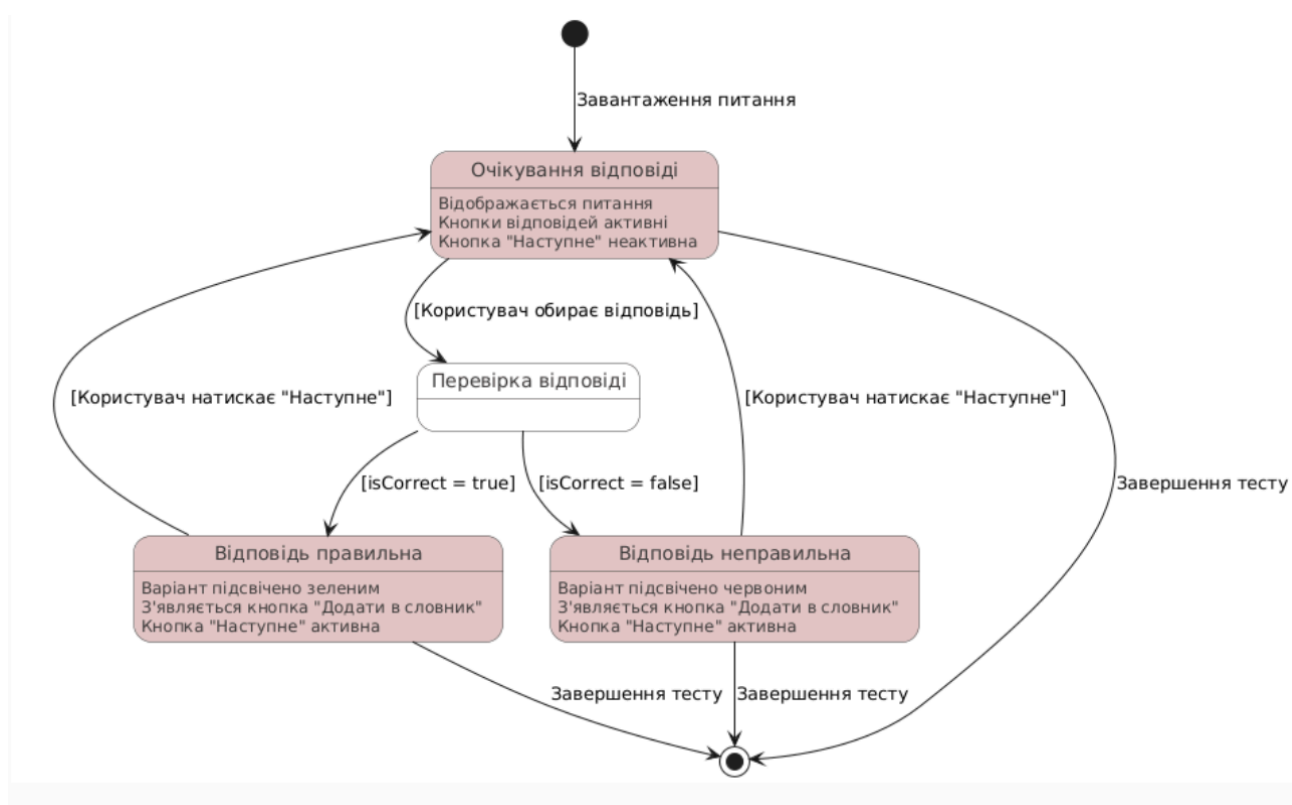 Завантаження питання
Очікування відповіді
Відображається питання
Кнопки відповідей активні
Кнопка "Наступне" неактивна
[Користувач обирає відповідь]
Перевірка відповіді
[Користувач натискає "Наступне"]
[Користувач натискає "Наступне"]
[isCorrect = true]
[isCorrect = false]
Завершення тесту
Відповідь правильна
Варіант підсвічено зеленим
З'являється кнопка "Додати в словник"
Кнопка "Наступне" активна
Відповідь неправильна
Варіант підсвічено червоним
З'являється кнопка "Додати в словник"
Кнопка "Наступне" активна
Завершення тесту
Завершення тесту